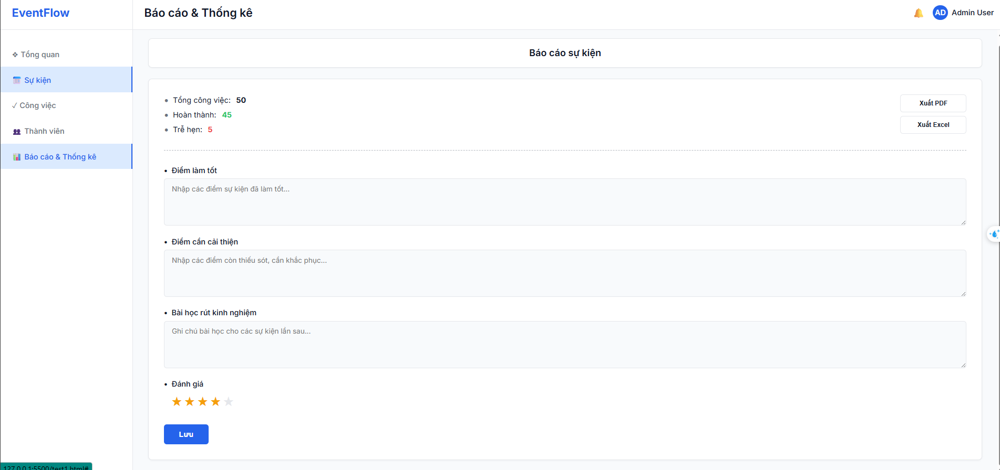 EventFlow
Báo cáo & Thống kê
AD Admin User
Tổng quan
Sự kiện
Công việc
Thành viên
Báo cáo & Thống kê
Báo cáo sự kiện
Tổng công việc: 50
Hoàn thành: 45
Trễ hẹn: 5
Xuất PDF
Xuất Excel
• Điểm làm tốt
Nhập các điểm sự kiện đã làm tốt...
• Điểm cần cải thiện
Nhập các điểm còn thiếu sót, cần khắc phục...
• Bài học rút kinh nghiệm
Ghi chú bài học cho các sự kiện lần sau...
• Đánh giá
Lưu
127.0.0.1:5500/test1.html#